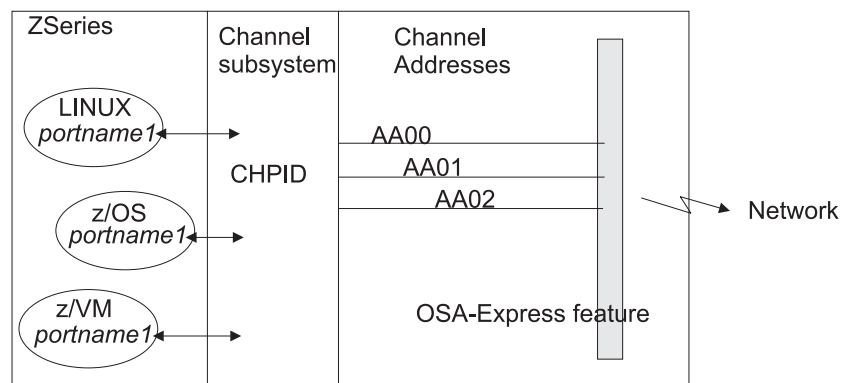 ZSeries
Channel
subsystem
Channel
Addresses
LINUX
portname1
AA00
AA01
CHPID
AA02
z/OS
portname1
Network
z/VM
portname1
OSA-Express feature